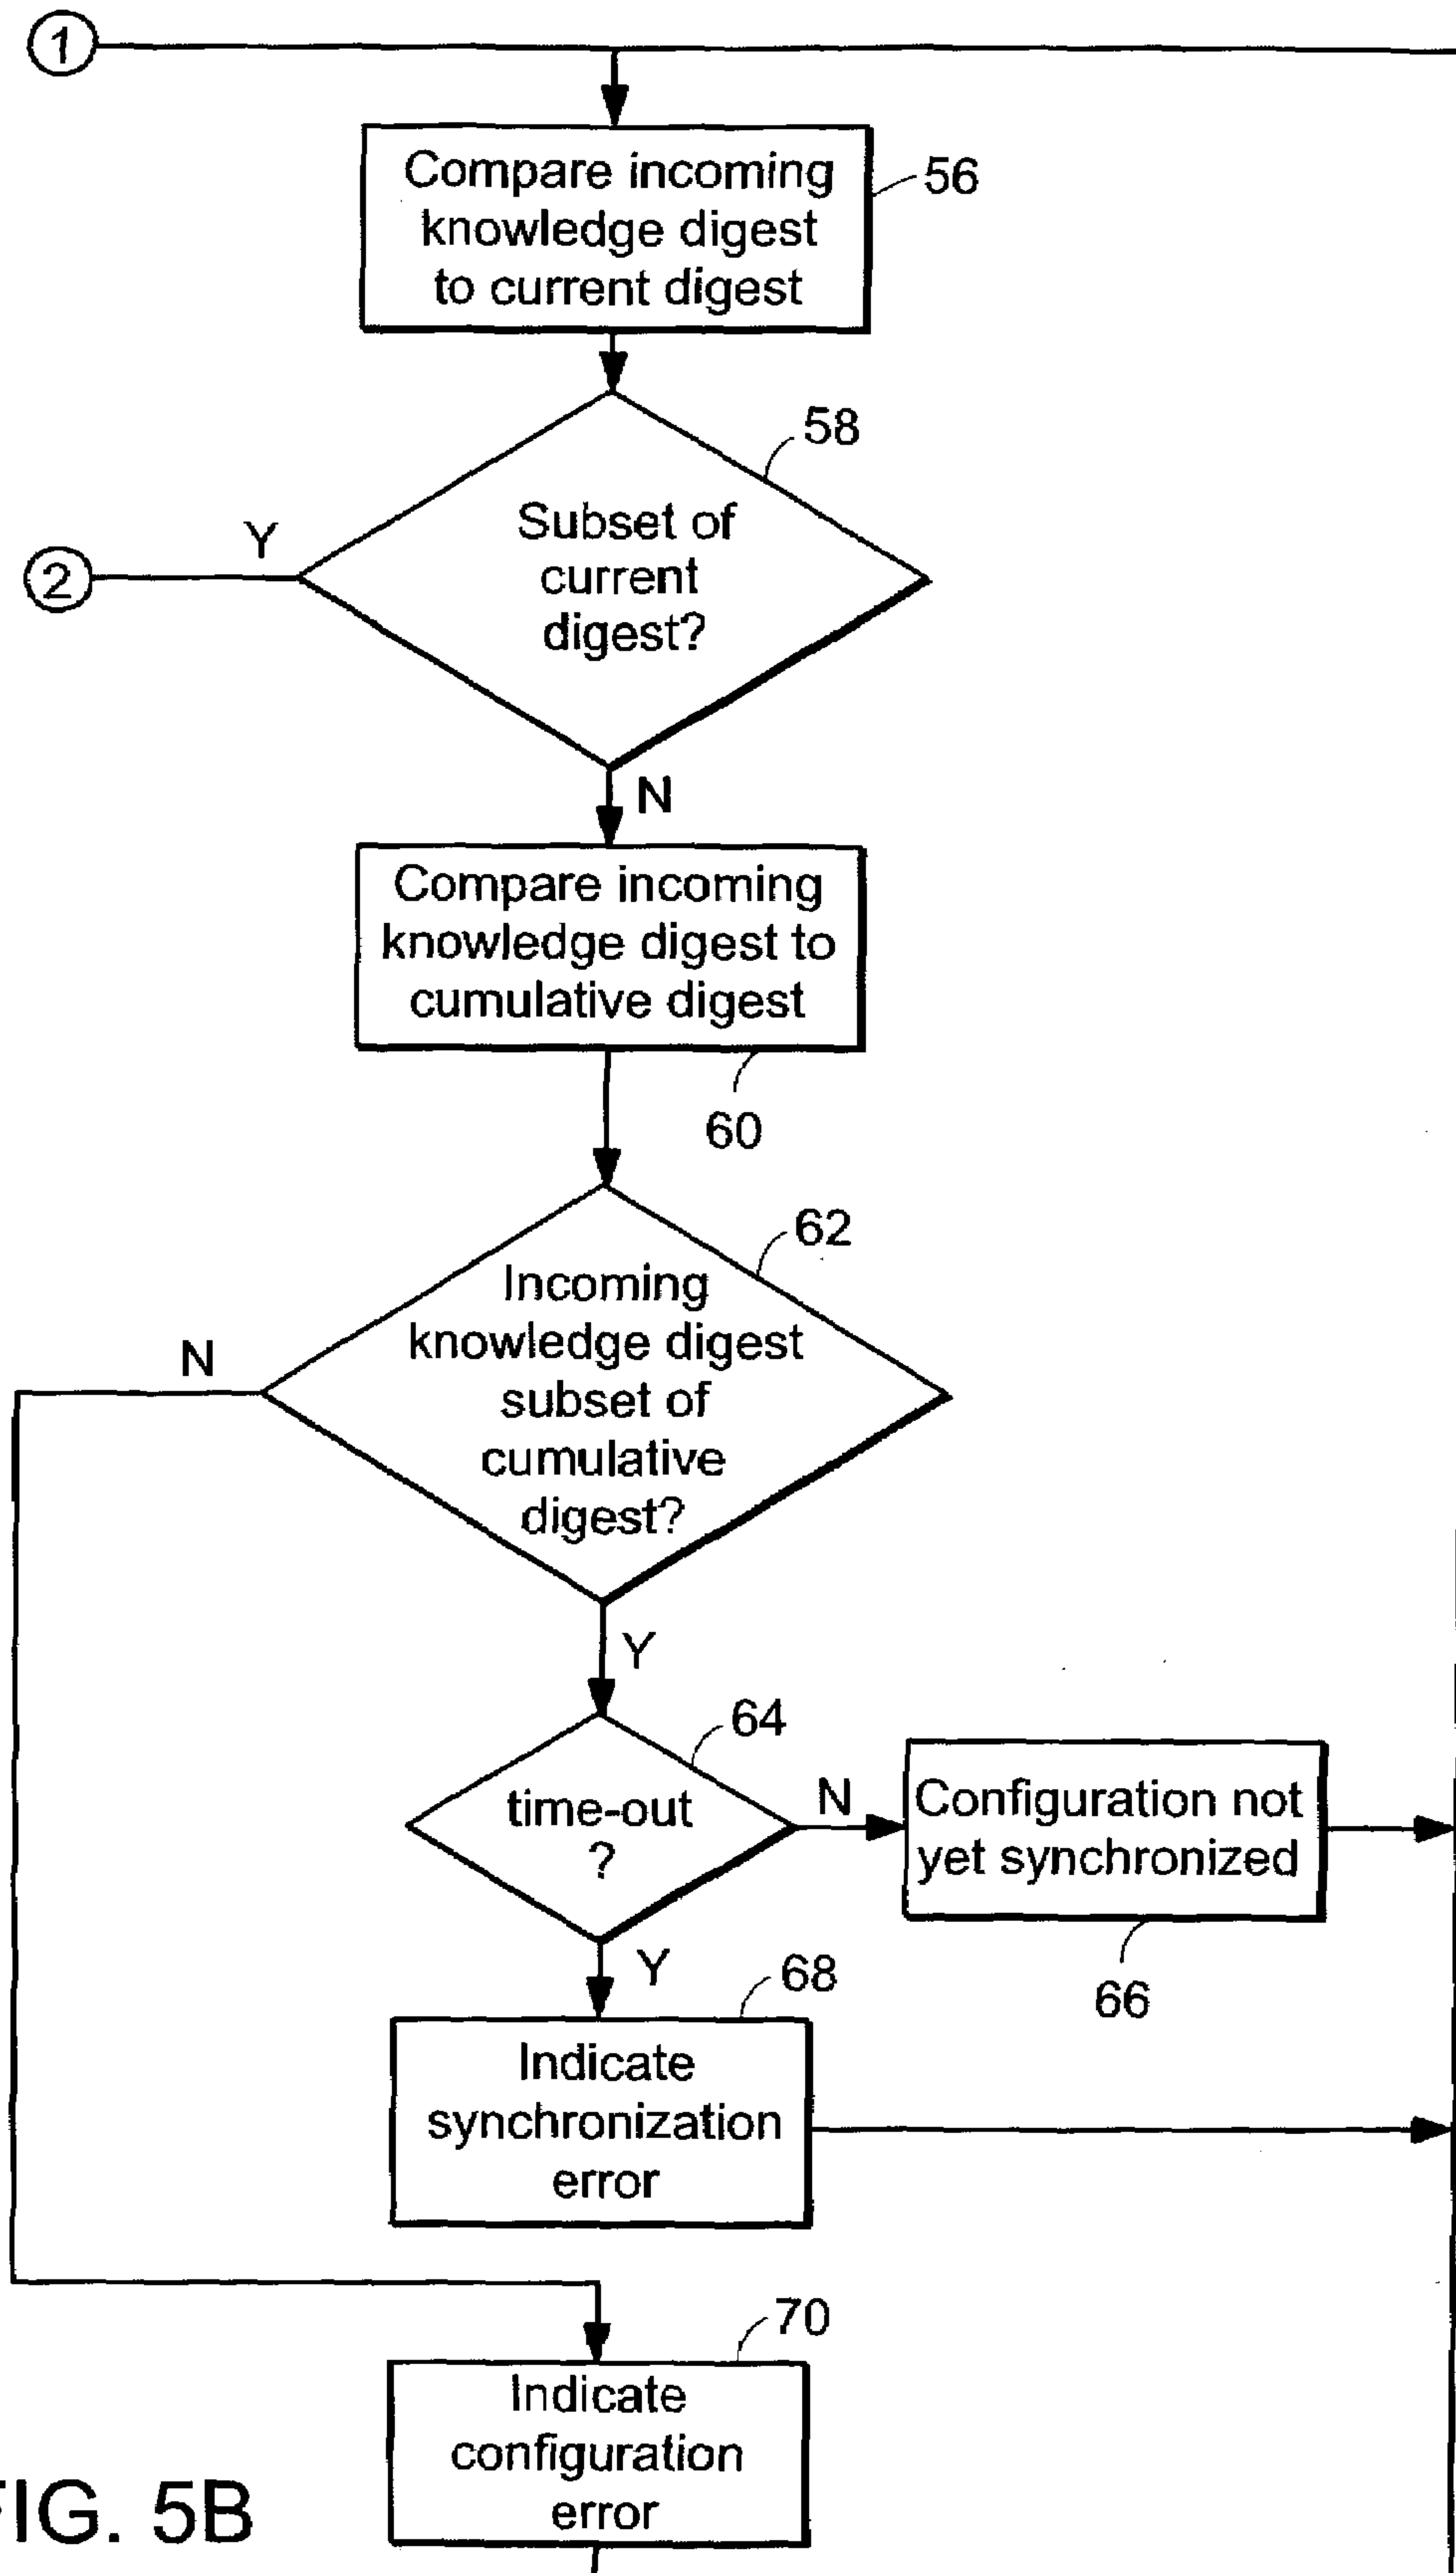 1
Compare incoming
knowledge digest
to current digest
56
58
Subset of
current
digest?
Y
2
N
Compare incoming
knowledge digest to
cumulative digest
60
62
Incoming
knowledge digest
subset of
cumulative
digest?
N
Y
64
time-out
?
N
Configuration not
yet synchronized
66
Y
68
Indicate
synchronization
error
70
Indicate
configuration
error
FIG. 5B